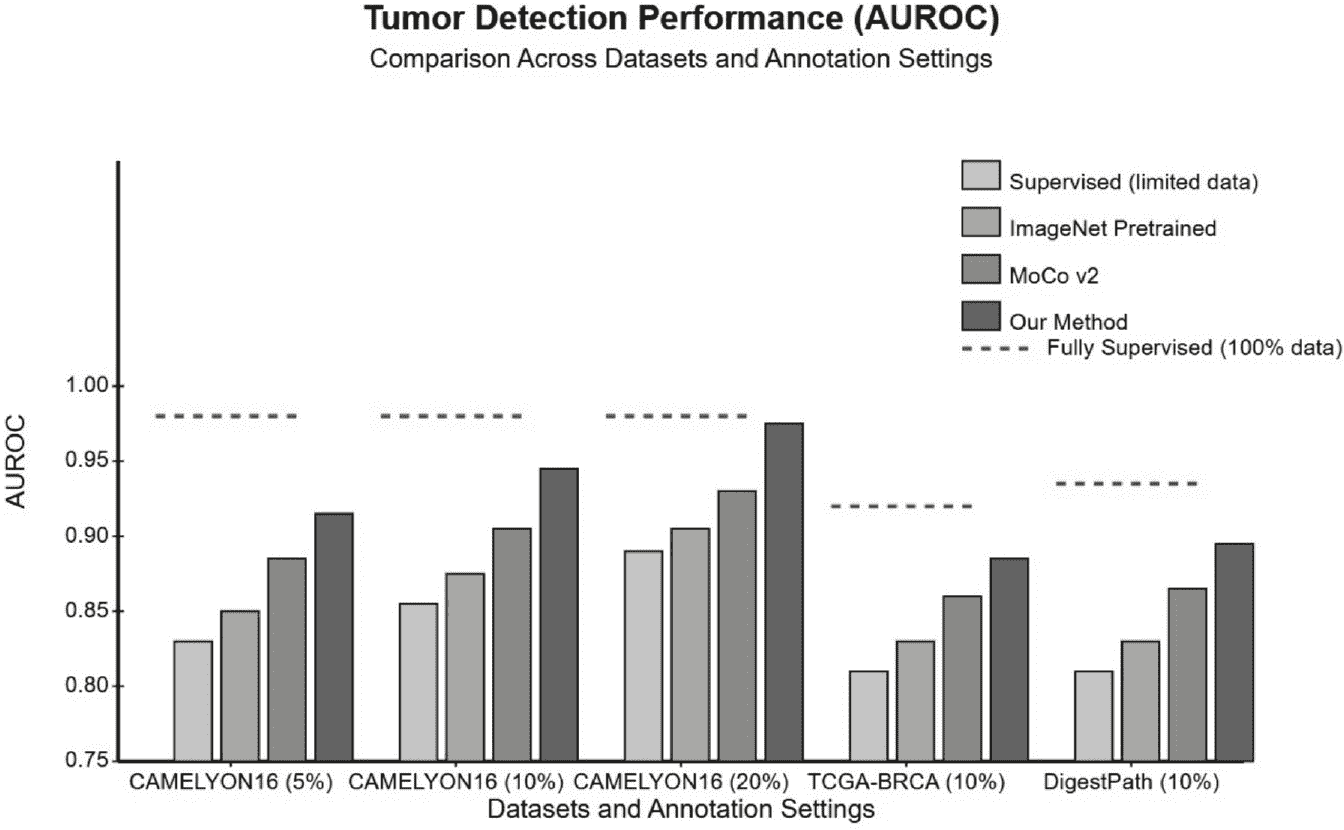 Tumor Detection Performance (AUROC)
Comparison Across Datasets and Annotation Settings
Supervised (limited data)
ImageNet Pretrained
MoCo v2
Our Method
Fully Supervised (100% data)
AUROC
1.00
0.95
0.90
0.85
0.80
0.75
CAMELYON16 (5%) CAMELYON16 (10%) CAMELYON16 (20%) TCGA-BRCA (10%) DigestPath (10%)
Datasets and Annotation Settings